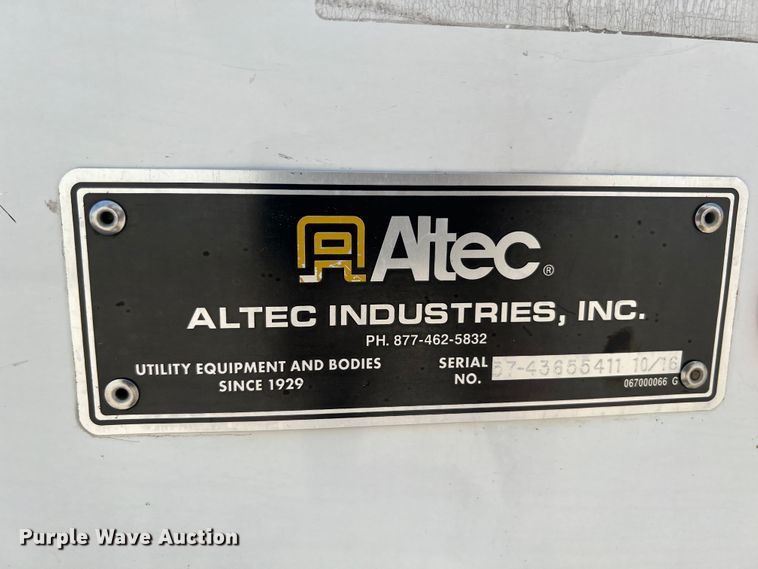 Altec®
ALTEC INDUSTRIES, INC.
PH. 877-462-5832
UTILITY EQUIPMENT AND BODIES
SINCE 1929
SERIAL
NO.
10/16
067000066 G
Purple Wave Auction